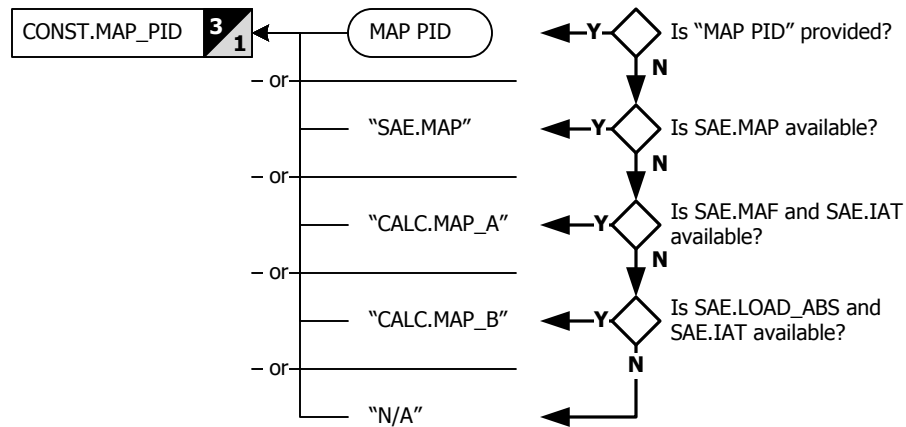 CONST.MAP_PID 3 1 MAP PID Y Is “MAP PID” provided?
N
– or
“SAE.MAP” Y Is SAE.MAP available?
N
– or
“CALC.MAP_A” Y Is SAE.MAF and SAE.IAT
available?
N
– or
“CALC.MAP_B” Y Is SAE.LOAD_ABS and
SAE.IAT available?
N
– or
“N/A”